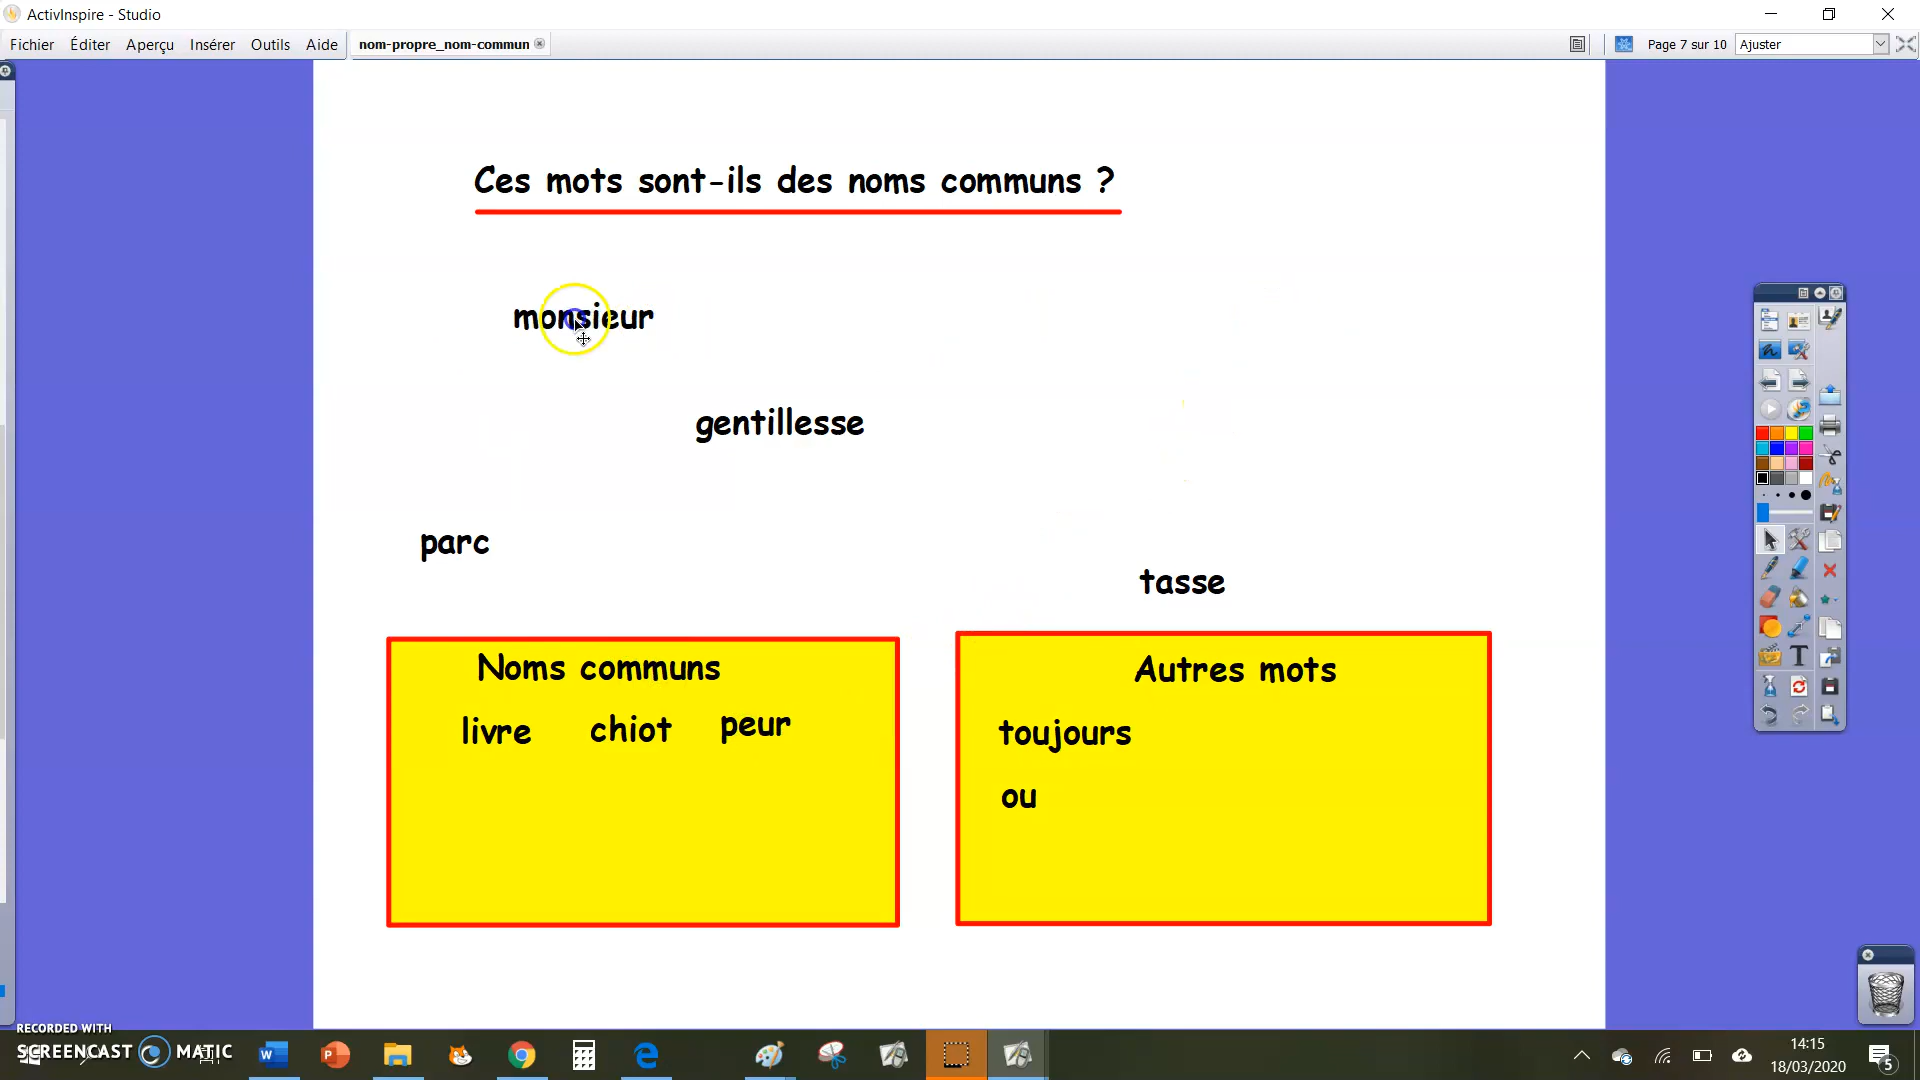 ActivInspire - Studio
Fichier Éditer Aperçu Insérer Outils Aide
nom-propre_nom-commun
Page 7 sur 10
Ajuster
Ces mots sont-ils des noms communs ?
monsieur
gentillesse
parc
tasse
Noms communs
livre chiot peur
Autres mots
toujours
ou
RECORDED WITH
SCREENCAST MATIC
14:15
18/03/2020
5